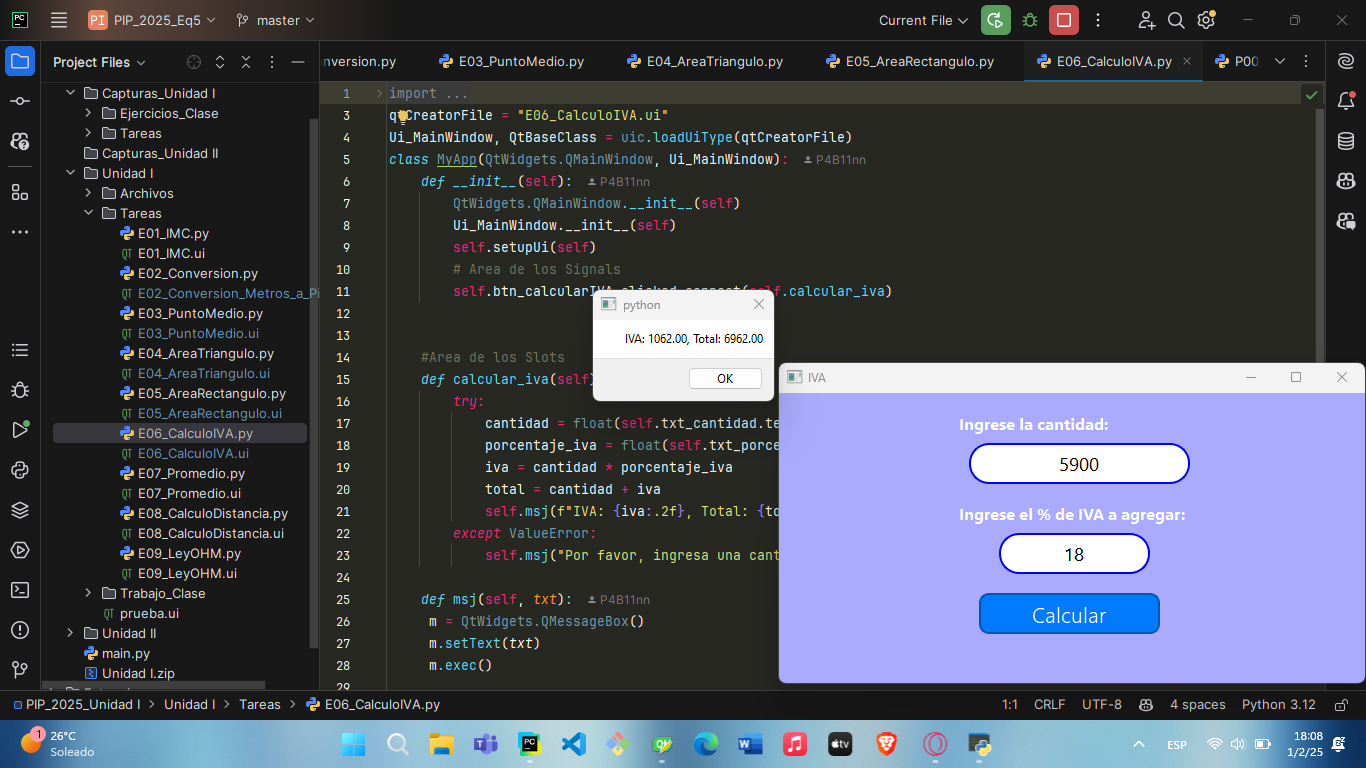 PI PIP_2025_Eq5 master Current File
Project Files
nversion.py E03_PuntoMedio.py E04_AreaTriangulo.py E05_AreaRectangulo.py E06_CalculoIVA.py P00
Capturas_Unidad I
Ejercicios_Clase
Tareas
Capturas_Unidad II
Unidad I
Archivos
Tareas
E01_IMC.py
E01_IMC.ui
E02_Conversion.py
E02_Conversion_Metros_a_Pi
E03_PuntoMedio.py
E03_PuntoMedio.ui
E04_AreaTriangulo.py
E04_AreaTriangulo.ui
E05_AreaRectangulo.py
E05_AreaRectangulo.ui
E06_CalculoIVA.py
E06_CalculoIVA.ui
E07_Promedio.py
E07_Promedio.ui
E08_CalculoDistancia.py
E08_CalculoDistancia.ui
E09_LeyOHM.py
E09_LeyOHM.ui
Trabajo_Clase
prueba.ui
Unidad II
main.py
Unidad I.zip
1 import ...
3 qtCreatorFile = "E06_CalculoIVA.ui"
4 Ui_MainWindow, QtBaseClass = uic.loadUiType(qtCreatorFile)
5 class MyApp(QtWidgets.QMainWindow, Ui_MainWindow): P4B11nn
6 def __init__(self): P4B11nn
7 QtWidgets.QMainWindow.__init__(self)
8 Ui_MainWindow.__init__(self)
9 self.setupUi(self)
10 # Area de los Signals
11 self.btn_calcularIVA.clicked.connect(self.calcular_iva)
12
13
14 #Area de los Slots
15 def calcular_iva(self)
16 try:
17 cantidad = float(self.txt_cantidad.te
18 porcentaje_iva = float(self.txt_porce
19 iva = cantidad * porcentaje_iva
20 total = cantidad + iva
21 self.msj(f"IVA: {iva:.2f}, Total: {to
22 except ValueError:
23 self.msj("Por favor, ingresa una cant
24
25 def msj(self, txt): P4B11nn
26 m = QtWidgets.QMessageBox()
27 m.setText(txt)
28 m.exec()
29
python
IVA: 1062.00, Total: 6962.00
OK
IVA
Ingrese la cantidad:
5900
Ingrese el % de IVA a agregar:
18
Calcular
PIP_2025_Unidad I Unidad I Tareas E06_CalculoIVA.py 1:1 CRLF UTF-8 4 spaces Python 3.12
1
26°C
Soleado
PC
W
tv
ESP
18:08
1/2/25